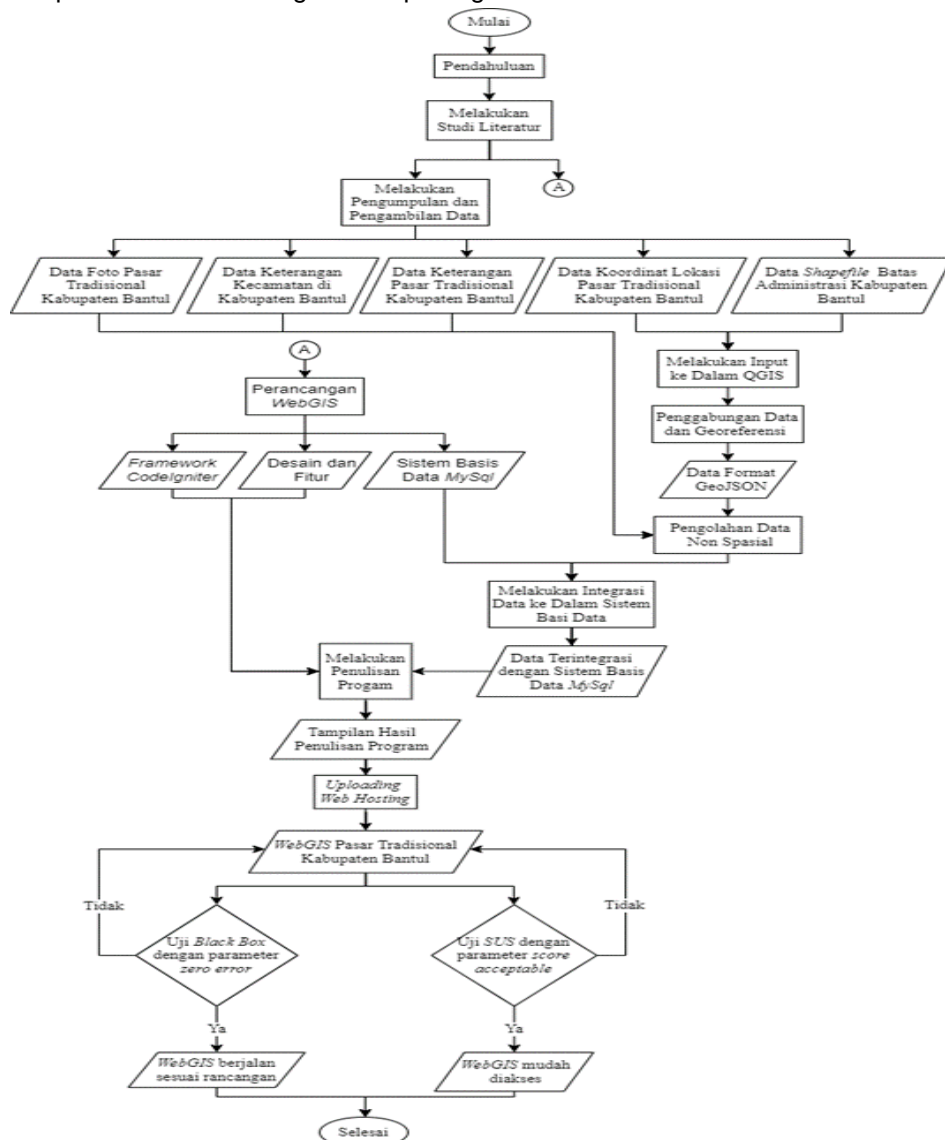 Mulai
Pendahuluan
Melakukan
Studi Literatur
A
Melakukan
Pengumpulan dan
Pengambilan Data
Data Foto Pasar
Tradisional
Kabupaten Bantul
Data Keterangan
Kecamatan di
Kabupaten Bantul
Data Keterangan
Pasar Tradisional
Kabupaten Bantul
Data Koordinat Lokasi
Pasar Tradisional
Kabupaten Bantul
Data Shapefile Batas
Administrasi Kabupaten
Bantul
A
Perancangan
WebGIS
Melakukan Input
ke Dalam QGIS
Penggabungan Data
dan Georeferensi
Framework
CodeIgniter
Desain dan
Fitur
Sistem Basis
Data MySql
Data Format
GeoJSON
Pengolahan Data
Non Spasial
Melakukan Integrasi
Data ke Dalam Sistem
Basi Data
Melakukan
Penulisan
Progam
Data Terintegrasi
dengan Sistem Basis
Data MySql
Tampilan Hasil
Penulisan Program
Uploading
Web Hosting
WebGIS Pasar Tradisional
Kabupaten Bantul
Tidak
Tidak
Uji Black Box
dengan parameter
zero error
Uji SUS dengan
parameter score
acceptable
Ya
Ya
WebGIS berjalan
sesuai rancangan
WebGIS mudah
diakses
Selesai